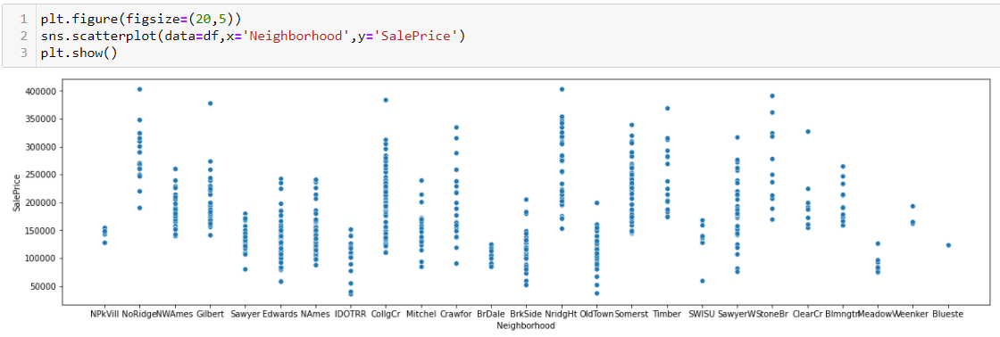 1 plt.figure(figsize=(20,5))
2 sns.scatterplot(data=df,x='Neighborhood',y='SalePrice')
3 plt.show()
400000
350000
300000
250000
200000
150000
100000
50000
SalePrice
NPkVill NoRidge NWAmes Gilbert Sawyer Edwards NAmes IDOTRR CollgCr Mitchel Crawfor BrDale BrkSide NridgHt OldTown Somerst Timber SWISU SawyerW StoneBr ClearCr Blmngtn MeadowV Veenker Blueste
Neighborhood